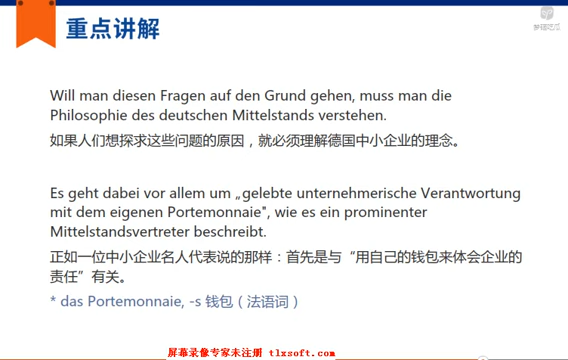 重点讲解
Will man diesen Fragen auf den Grund gehen, muss man die
Philosophie des deutschen Mittelstands verstehen.
如果人们想探求这些问题的原因，就必须理解德国中小企业的理念。
Es geht dabei vor allem um „gelebte unternehmerische Verantwortung
mit dem eigenen Portemonnaie", wie es ein prominenter
Mittelstandsvertreter beschreibt.
正如一位中小企业名人代表说的那样：首先是与“用自己的钱包来体会企业的
责任”有关。
* das Portemonnaie, -s 钱包（法语词）
屏幕录像专家未注册 tlxsoft.com